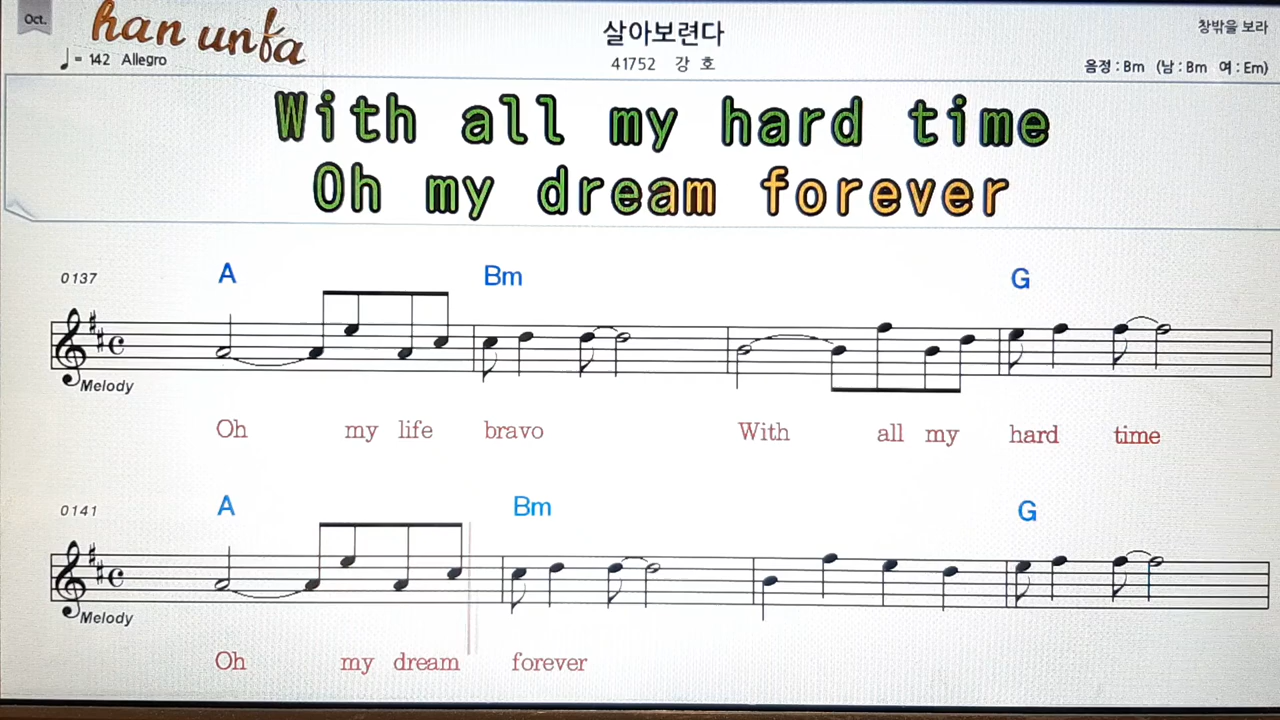 Oct.
han unfa
♩= 142 Allegro
살아보련다
41752 강 호
창밖을 보라
음정 : Bm (남 : Bm 여 : Em)
With all my hard time
Oh my dream forever
0137 A Bm G
Melody
Oh my life bravo With all my hard time
0141 A Bm G
Melody
Oh my dream forever